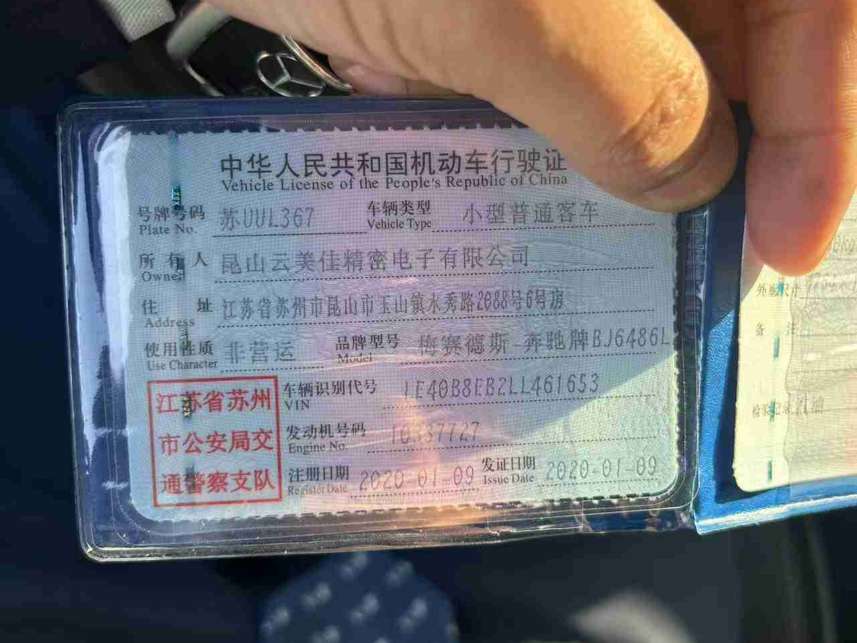 中华人民共和国机动车行驶证
Vehicle License of the People's Republic of China
号牌号码 苏UUL367 车辆类型 小型普通客车
Plate No. Vehicle Type
所有人 昆山云美佳精密电子有限公司
Owner
住址 江苏省苏州市昆山市玉山镇水秀路2088号6号房
Address
使用性质 非营运 品牌型号 梅赛德斯 奔驰牌BJ6486L
Use Character Model
江苏省苏州 车辆识别代号 LE40B8EB2LL461653
VIN
市公安局交 发动机号码
Engine No.
通警察支队 注册日期 2020-01-09 发证日期 2020-01-09
Register Date Issue Date
外廓尺寸
备注